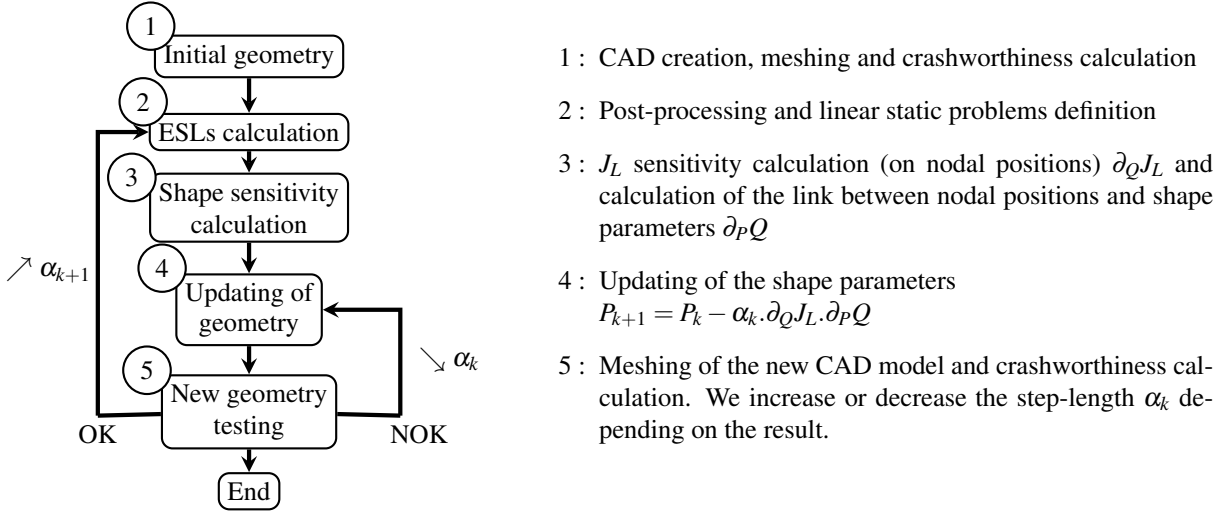 1
Initial geometry
2
ESLs calculation
3
Shape sensitivity
calculation
4
Updating of
geometry
5
New geometry
testing
End
↗ α_{k+1}
↘ α_k
OK
NOK
1 : CAD creation, meshing and crashworthiness calculation
2 : Post-processing and linear static problems definition
3 : J_L sensitivity calculation (on nodal positions) ∂_Q J_L and
calculation of the link between nodal positions and shape
parameters ∂_P Q
4 : Updating of the shape parameters
P_{k+1} = P_k − α_k.∂_Q J_L.∂_P Q
5 : Meshing of the new CAD model and crashworthiness cal-
culation. We increase or decrease the step-length α_k de-
pending on the result.